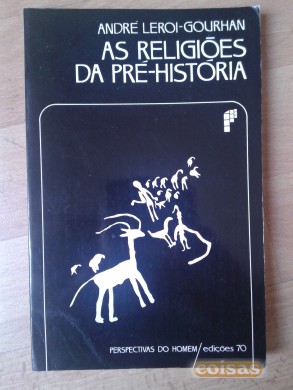 ANDRÉ LEROI-GOURHAN
AS RELIGIÕES
DA PRÉ-HISTÓRIA
PERSPECTIVAS DO HOMEM/edições 70
coisas